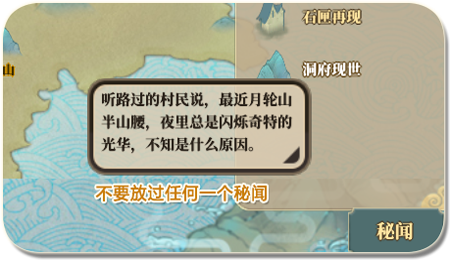 石匣再现
山
洞府现世
听路过的村民说，最近月轮山
半山腰，夜里总是闪烁奇特的
光华，不知是什么原因。
不要放过任何一个秘闻
秘闻